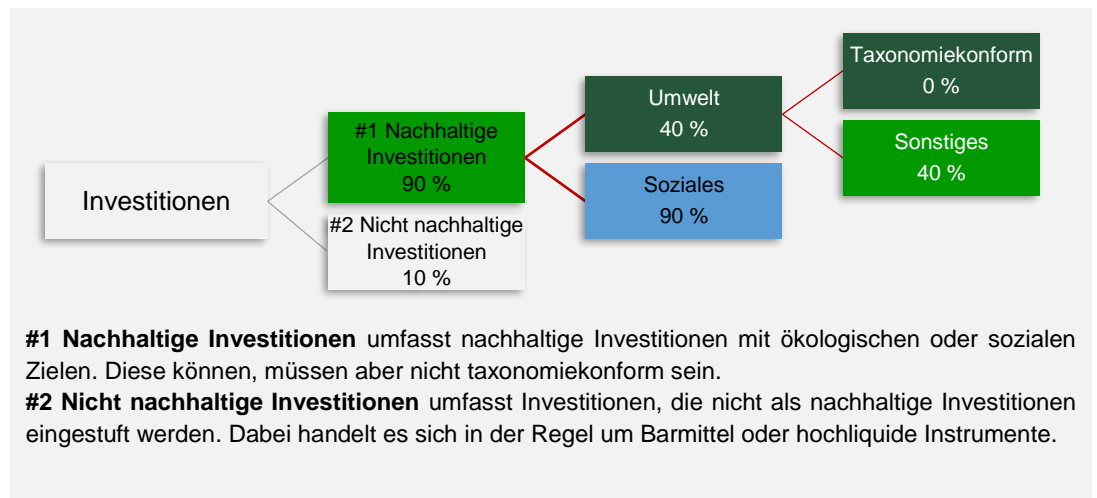 Investitionen
#1 Nachhaltige
Investitionen
90 %
#2 Nicht nachhaltige
Investitionen
10 %
Umwelt
40 %
Soziales
90 %
Taxonomiekonform
0 %
Sonstiges
40 %
#1 Nachhaltige Investitionen umfasst nachhaltige Investitionen mit ökologischen oder sozialen
Zielen. Diese können, müssen aber nicht taxonomiekonform sein.
#2 Nicht nachhaltige Investitionen umfasst Investitionen, die nicht als nachhaltige Investitionen
eingestuft werden. Dabei handelt es sich in der Regel um Barmittel oder hochliquide Instrumente.